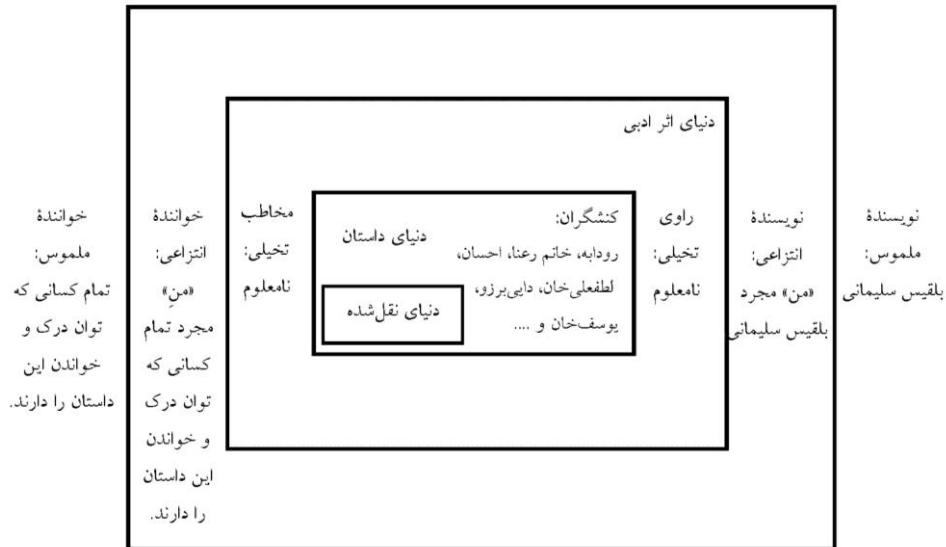 دنیای اثر ادبی
نویسندهٔ
ملموس:
بلقیس سلیمانی
نویسندهٔ
انتزاعی:
«من» مجرد
بلقیس سلیمانی
راوی
تخیلی:
نامعلوم
کنشگران:
رودابه، خانم رعنا، احسان،
لطفعلی‌خان، دایی‌برزو،
یوسف‌خان و ....
دنیای داستان
دنیای نقل‌شده
مخاطب
تخیلی:
نامعلوم
خوانندهٔ
انتزاعی:
«منِ»
مجرد تمام
کسانی که
توان درک
و خواندن
این داستان
را دارند.
خوانندهٔ
ملموس:
تمام کسانی که
توان درک و
خواندن این
داستان را دارند.